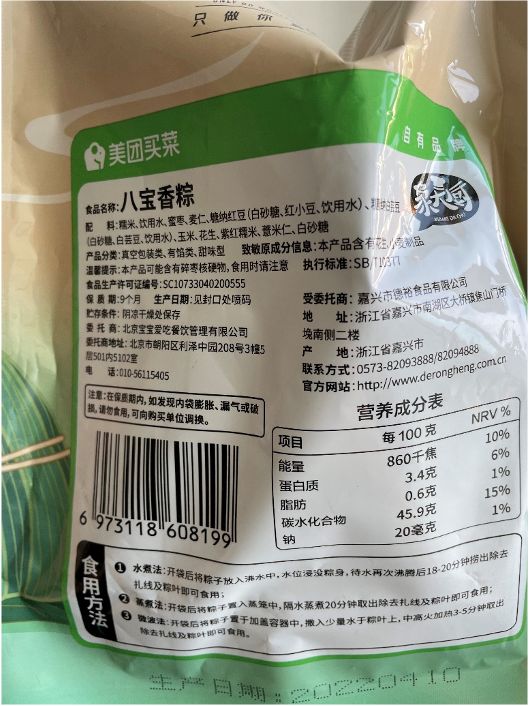 只做你
美团买菜
自有品牌
食品名称:八宝香粽
配 料:糯米、饮用水、蜜枣、麦仁、糖纳红豆(白砂糖、红小豆、饮用水)、糖纳白芸豆
(白砂糖、白芸豆、饮用水)、玉米、花生、紫红糯米、薏米仁、白砂糖
产品分类:真空包装类、有馅类、甜味型 致敏原成分信息:本产品含有花生、小麦制品
温馨提示:本产品可能含有碎枣核硬物,食用时请注意 执行标准:SB/T10377
食品生产许可证编号:SC10733040200555
保 质 期:9个月 生产日期:见封口处喷码
贮存条件:阴凉干燥处保存
委 托 商:北京宝宝爱吃餐饮管理有限公司
委托商地址:北京市朝阳区利泽中园208号3幢5
层501内5102室
电 话:010-56115405
受委托商:嘉兴市德裕食品有限公司
地 址:浙江省嘉兴市南湖区大桥镇焦山门桥
堍南侧二楼
产 地:浙江省嘉兴市
联系方式:0573-82093888/82094888
官方网站:http://www.derongheng.com.cn
注意:在保质期内,如发现内袋膨胀、漏气或破
损,请勿食用,可向购买单位调换。
6 973118 608199
营养成分表
项目 每100克 NRV %
能量 860千焦 10%
蛋白质 3.4克 6%
脂肪 0.6克 1%
碳水化合物 45.9克 15%
钠 20毫克 1%
食用方法
1 水煮法:开袋后将粽子放入沸水中,水位浸没粽身,待水再次沸腾后18-20分钟捞出除去
扎线及粽叶即可食用。
2 蒸煮法:开袋后将粽子置入蒸笼中,隔水蒸煮20分钟取出除去扎线及粽叶即可食用;
3 微波法:开袋后将粽子置于加盖容器中,撒入少量水于粽叶上,中高火加热3-5分钟取出
除去扎线及粽叶即可食用。
生产日期:20220410